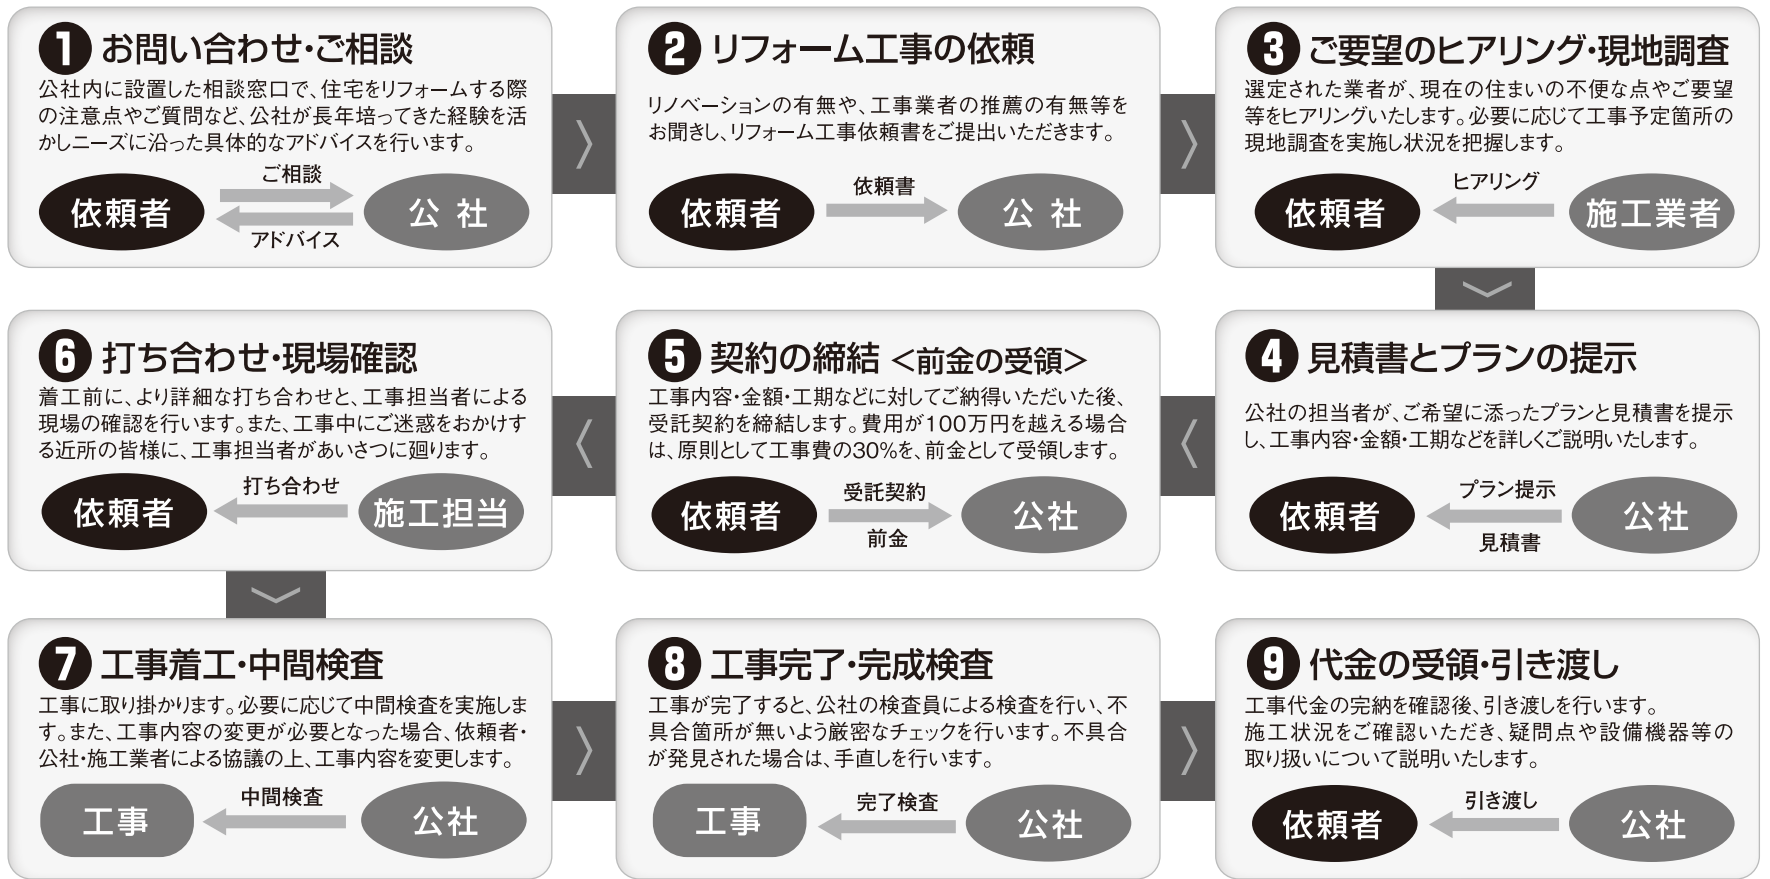 1 お問い合わせ・ご相談
公社内に設置した相談窓口で、住宅をリフォームする際
の注意点やご質問など、公社が長年培ってきた経験を活
かしニーズに沿った具体的なアドバイスを行います。
ご相談
依頼者
公社
アドバイス
2 リフォーム工事の依頼
リノベーションの有無や、工事業者の推薦の有無等を
お聞きし、リフォーム工事依頼書をご提出いただきます。
依頼書
依頼者
公社
3 ご要望のヒアリング・現地調査
選定された業者が、現在の住まいの不便な点やご要望
等をヒアリングいたします。必要に応じて工事予定箇所の
現地調査を実施し状況を把握します。
ヒアリング
依頼者
施工業者
4 見積書とプランの提示
公社の担当者が、ご希望に添ったプランと見積書を提示
し、工事内容・金額・工期などを詳しくご説明いたします。
プラン提示
依頼者
公社
見積書
5 契約の締結 <前金の受領>
工事内容・金額・工期などに対してご納得いただいた後、
受託契約を締結します。費用が100万円を越える場合
は、原則として工事費の30%を、前金として受領します。
受託契約
依頼者
公社
前金
6 打ち合わせ・現場確認
着工前に、より詳細な打ち合わせと、工事担当者による
現場の確認を行います。また、工事中にご迷惑をおかけす
る近所の皆様に、工事担当者があいさつに廻ります。
打ち合わせ
依頼者
施工担当
7 工事着工・中間検査
工事に取り掛かります。必要に応じて中間検査を実施しま
す。また、工事内容の変更が必要となった場合、依頼者・
公社・施工業者による協議の上、工事内容を変更します。
中間検査
工事
公社
8 工事完了・完成検査
工事が完了すると、公社の検査員による検査を行い、不
具合箇所が無いよう厳密なチェックを行います。不具合
が発見された場合は、手直しを行います。
完了検査
工事
公社
9 代金の受領・引き渡し
工事代金の完納を確認後、引き渡しを行います。
施工状況をご確認いただき、疑問点や設備機器等の
取り扱いについて説明いたします。
引き渡し
依頼者
公社